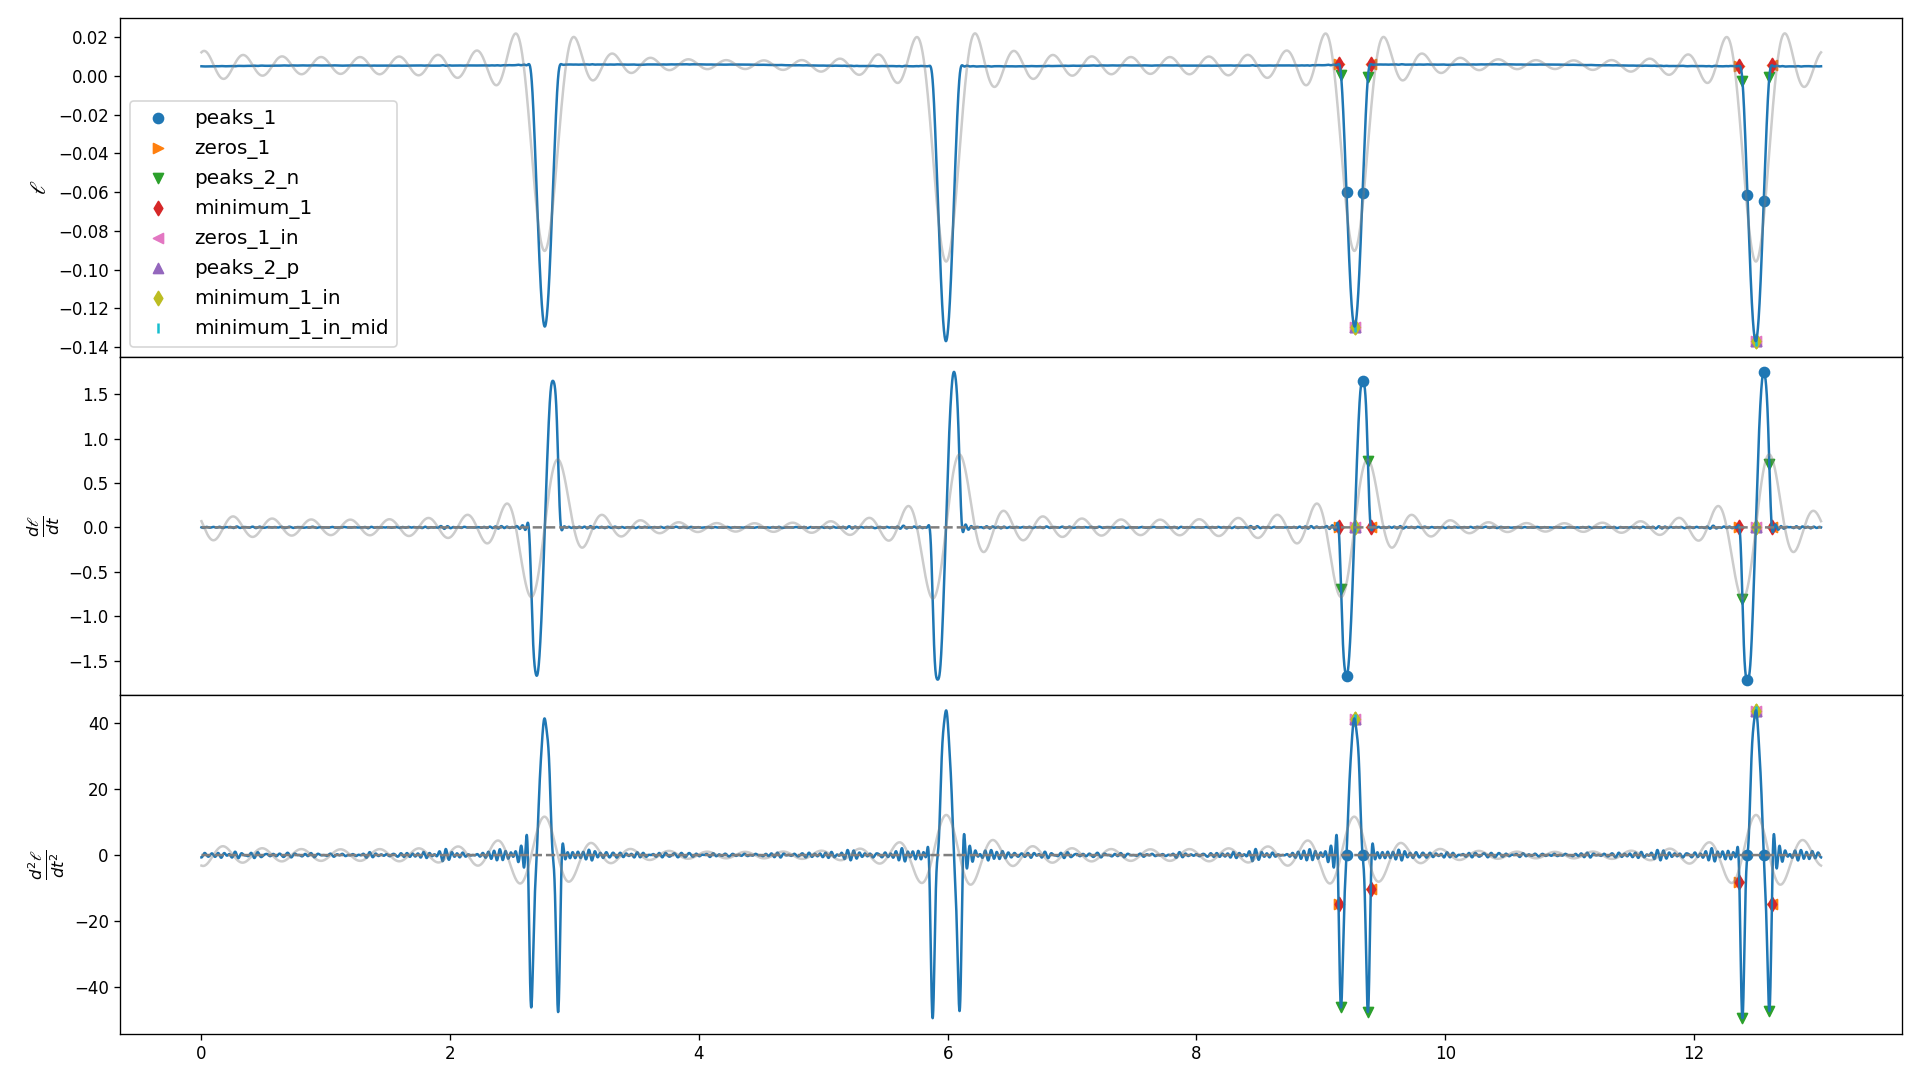 0.02
0.00
−0.02
−0.04
−0.06
−0.08
−0.10
−0.12
−0.14
ℓ
peaks_1
zeros_1
peaks_2_n
minimum_1
zeros_1_in
peaks_2_p
minimum_1_in
minimum_1_in_mid
1.5
1.0
0.5
0.0
−0.5
−1.0
−1.5
dℓ/dt
40
20
0
−20
−40
d²ℓ/dt²
0 2 4 6 8 10 12